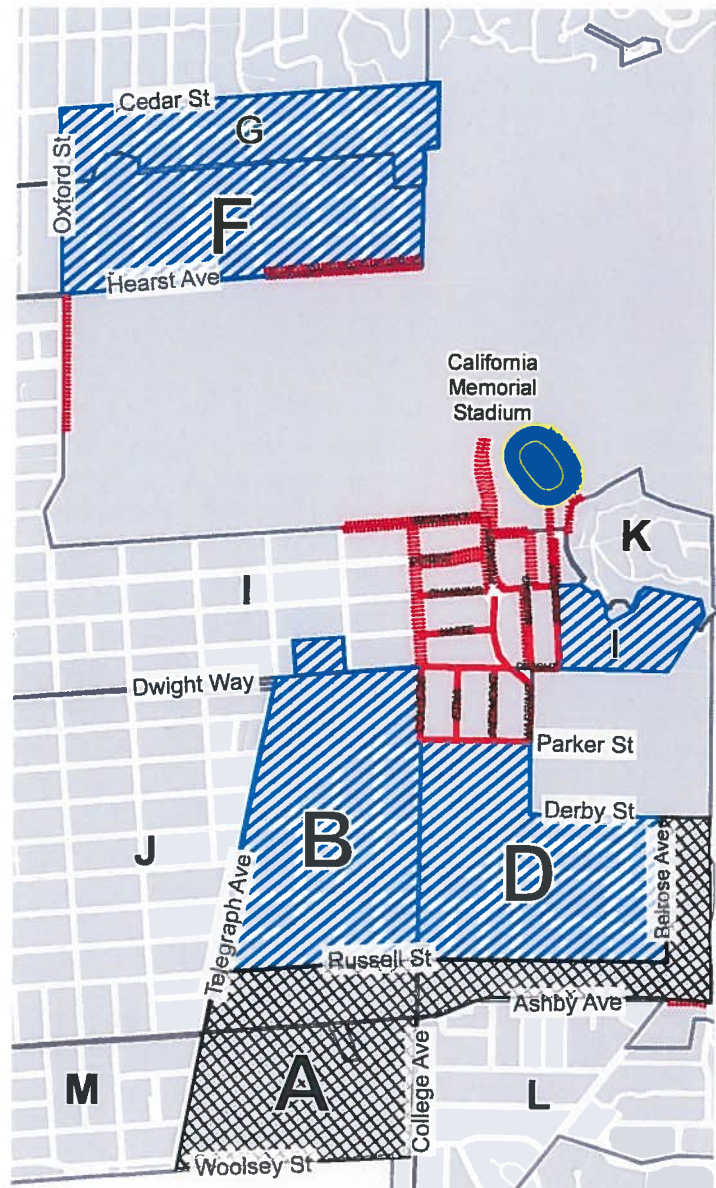 Cedar St
G
Oxford St
F
Hearst Ave
California
Memorial
Stadium
K
I
I
Dwight Way
Parker St
Derby St
B
J
D
Belrose Ave
Telegraph Ave
Russell St
Ashby Ave
A
M
College Ave
L
Woolsey St